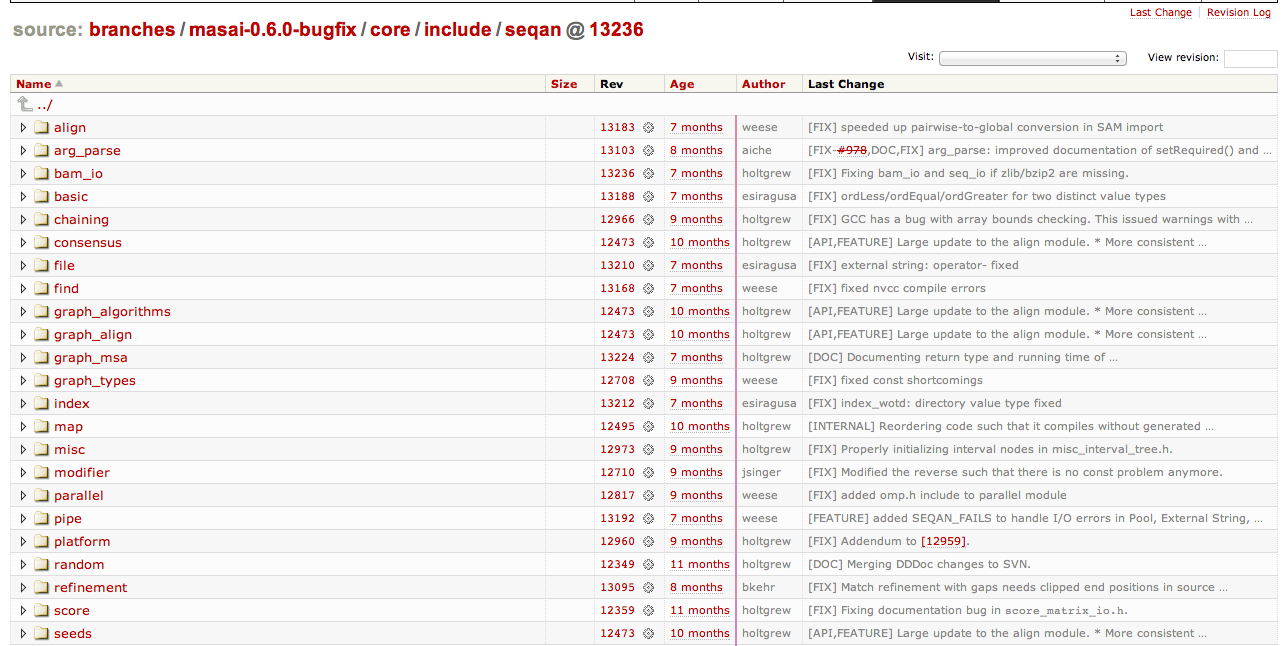 Last Change Revision Log
source: branches / masai-0.6.0-bugfix / core / include / seqan @ 13236
Visit: View revision:
Name Size Rev Age Author Last Change
../
align 13183 7 months weese [FIX] speeded up pairwise-to-global conversion in SAM import
arg_parse 13103 8 months aiche [FIX-#978,DOC,FIX] arg_parse: improved documentation of setRequired() and ...
bam_io 13236 7 months holtgrew [FIX] Fixing bam_io and seq_io if zlib/bzip2 are missing.
basic 13188 7 months esiragusa [FIX] ordLess/ordEqual/ordGreater for two distinct value types
chaining 12966 9 months holtgrew [FIX] GCC has a bug with array bounds checking. This issued warnings with ...
consensus 12473 10 months holtgrew [API,FEATURE] Large update to the align module. * More consistent ...
file 13210 7 months esiragusa [FIX] external string: operator- fixed
find 13168 7 months weese [FIX] fixed nvcc compile errors
graph_algorithms 12473 10 months holtgrew [API,FEATURE] Large update to the align module. * More consistent ...
graph_align 12473 10 months holtgrew [API,FEATURE] Large update to the align module. * More consistent ...
graph_msa 13224 7 months holtgrew [DOC] Documenting return type and running time of ...
graph_types 12708 9 months weese [FIX] fixed const shortcomings
index 13212 7 months esiragusa [FIX] index_wotd: directory value type fixed
map 12495 10 months holtgrew [INTERNAL] Reordering code such that it compiles without generated ...
misc 12973 9 months holtgrew [FIX] Properly initializing interval nodes in misc_interval_tree.h.
modifier 12710 9 months jsinger [FIX] Modified the reverse such that there is no const problem anymore.
parallel 12817 9 months weese [FIX] added omp.h include to parallel module
pipe 13192 7 months weese [FEATURE] added SEQAN_FAILS to handle I/O errors in Pool, External String, ...
platform 12960 9 months holtgrew [FIX] Addendum to [12959].
random 12349 11 months holtgrew [DOC] Merging DDDoc changes to SVN.
refinement 13095 8 months bkehr [FIX] Match refinement with gaps needs clipped end positions in source ...
score 12359 11 months holtgrew [FIX] Fixing documentation bug in score_matrix_io.h.
seeds 12473 10 months holtgrew [API,FEATURE] Large update to the align module. * More consistent ...